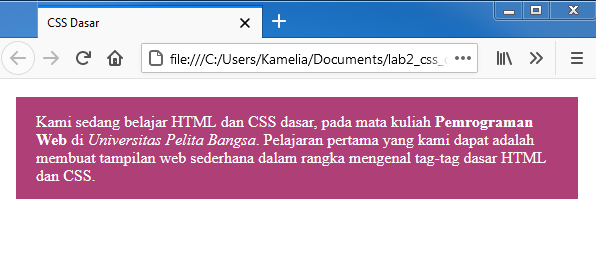 CSS Dasar
file:///C:/Users/Kamelia/Documents/lab2_css_
Kami sedang belajar HTML dan CSS dasar, pada mata kuliah Pemrograman
Web di Universitas Pelita Bangsa. Pelajaran pertama yang kami dapat adalah
membuat tampilan web sederhana dalam rangka mengenal tag-tag dasar HTML
dan CSS.